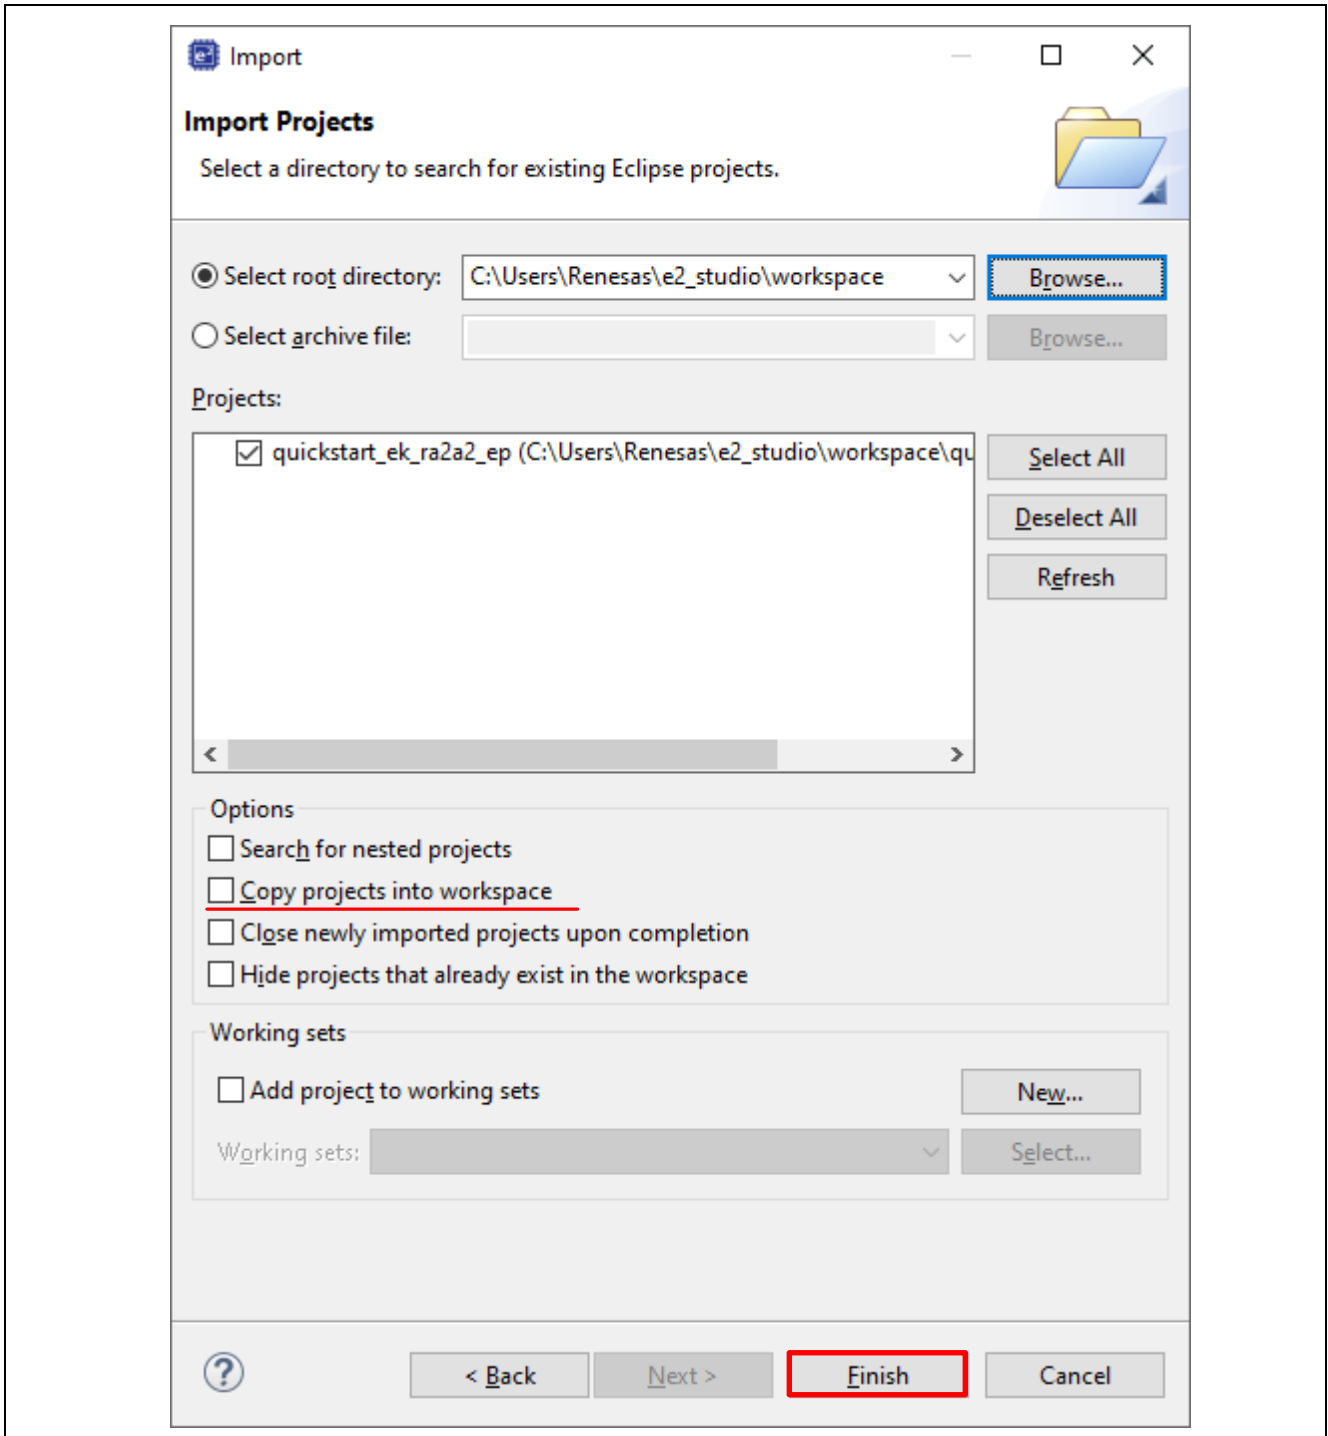 Import
Import Projects
Select a directory to search for existing Eclipse projects.
Select root directory: C:\Users\Renesas\e2_studio\workspace Browse...
Select archive file: Browse...
Projects:
quickstart_ek_ra2a2_ep (C:\Users\Renesas\e2_studio\workspace\qu
Select All
Deselect All
Refresh
Options
Search for nested projects
Copy projects into workspace
Close newly imported projects upon completion
Hide projects that already exist in the workspace
Working sets
Add project to working sets New...
Working sets: Select...
? < Back Next > Finish Cancel